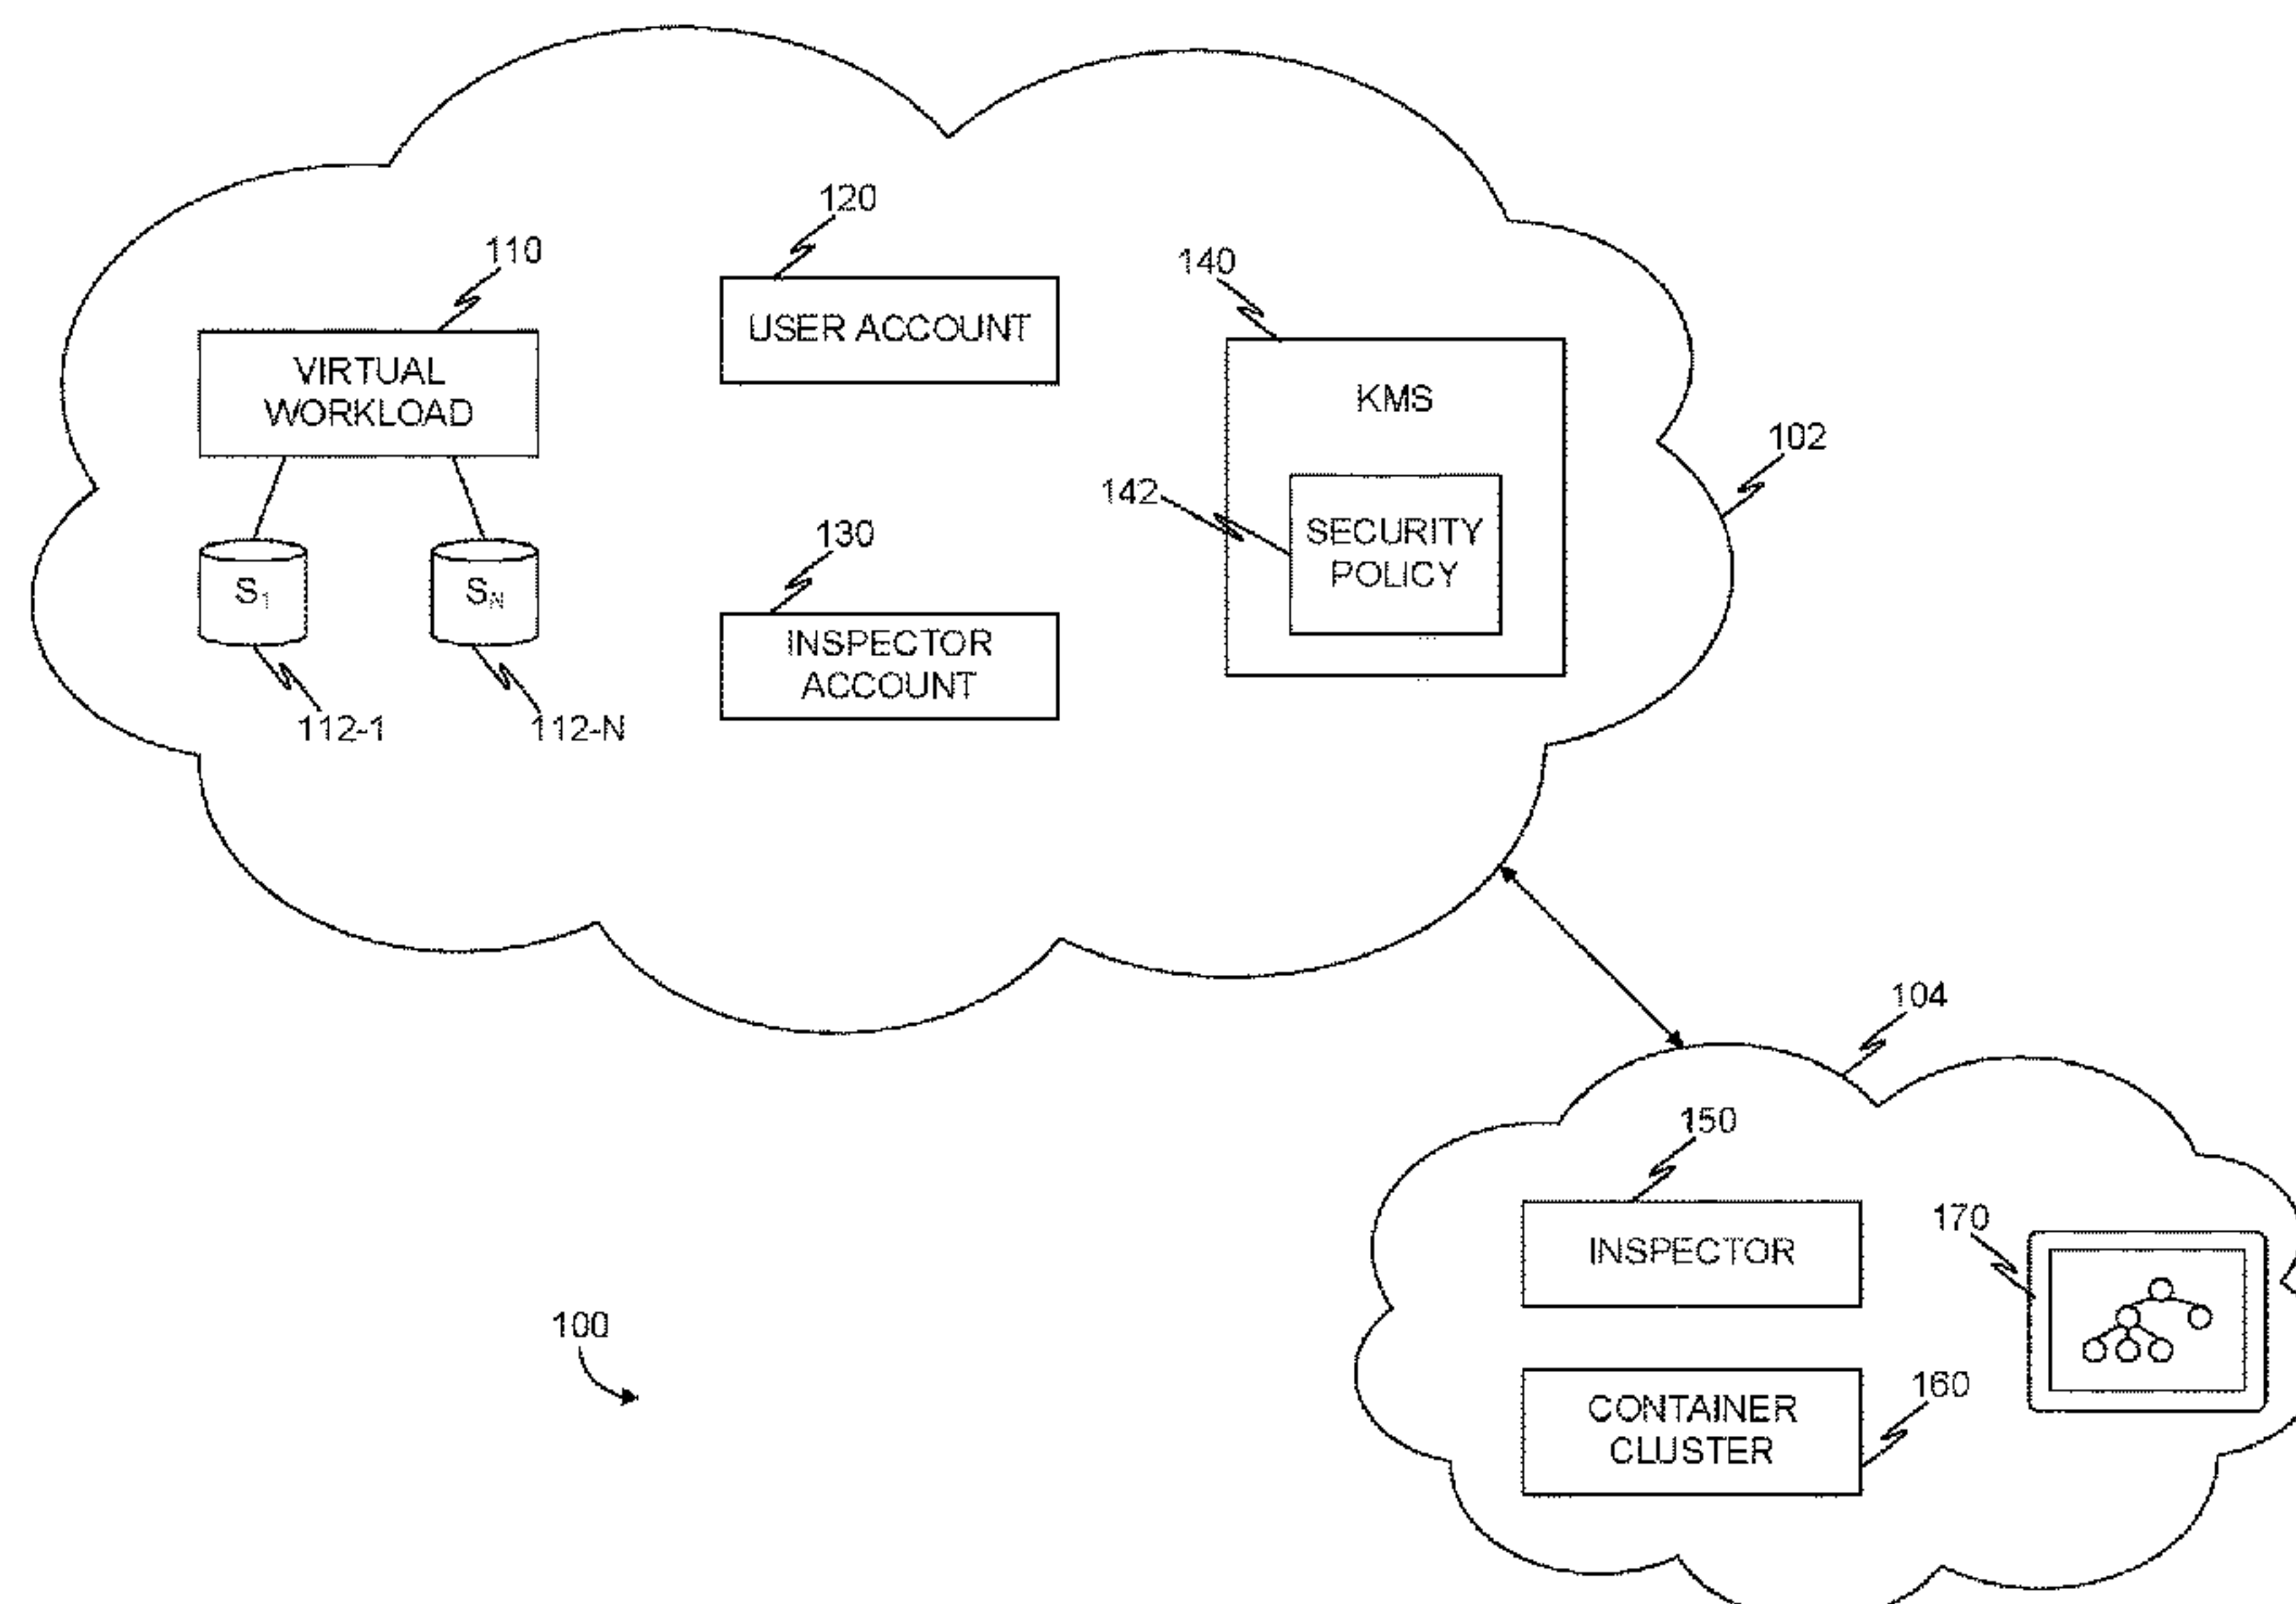 120
110
140
USER ACCOUNT
VIRTUAL
WORKLOAD
KMS
102
142
130
SECURITY
POLICY
S1
SN
INSPECTOR
ACCOUNT
112-1
112-N
104
150
170
INSPECTOR
100
160
CONTAINER
CLUSTER